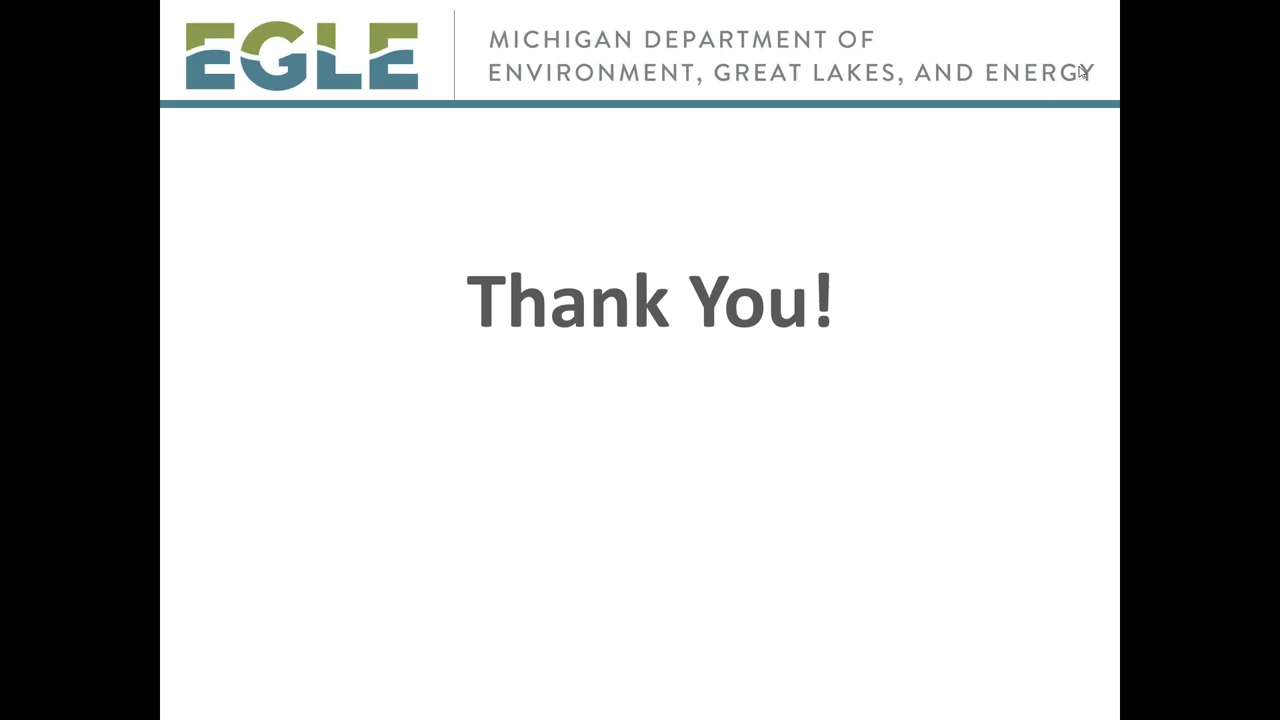 EGLE
MICHIGAN DEPARTMENT OF
ENVIRONMENT, GREAT LAKES, AND ENERGY
Thank You!